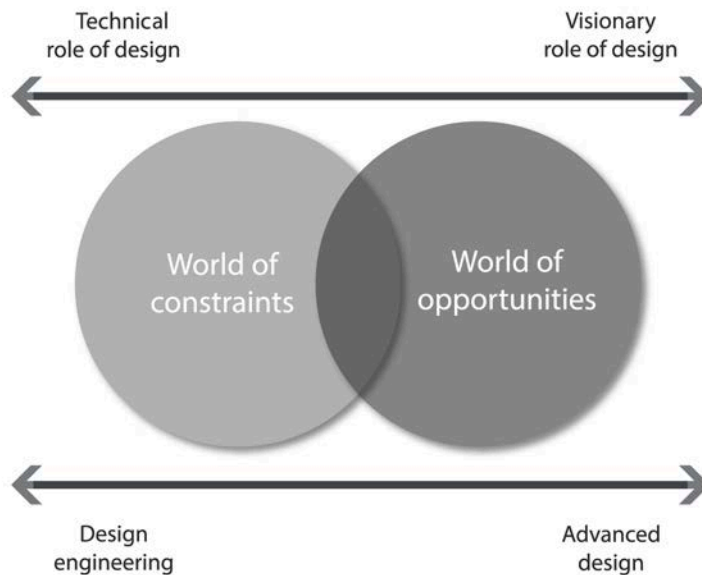 Technical
role of design
Visionary
role of design
World of
constraints
World of
opportunities
Design
engineering
Advanced
design